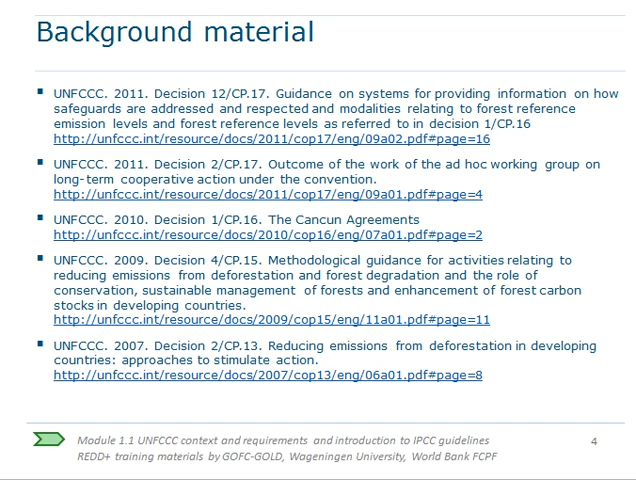 Background material
▪ UNFCCC. 2011. Decision 12/CP.17. Guidance on systems for providing information on how
safeguards are addressed and respected and modalities relating to forest reference
emission levels and forest reference levels as referred to in decision 1/CP.16
http://unfccc.int/resource/docs/2011/cop17/eng/09a02.pdf#page=16
▪ UNFCCC. 2011. Decision 2/CP.17. Outcome of the work of the ad hoc working group on
long-term cooperative action under the convention.
http://unfccc.int/resource/docs/2011/cop17/eng/09a01.pdf#page=4
▪ UNFCCC. 2010. Decision 1/CP.16. The Cancun Agreements
http://unfccc.int/resource/docs/2010/cop16/eng/07a01.pdf#page=2
▪ UNFCCC. 2009. Decision 4/CP.15. Methodological guidance for activities relating to
reducing emissions from deforestation and forest degradation and the role of
conservation, sustainable management of forests and enhancement of forest carbon
stocks in developing countries.
http://unfccc.int/resource/docs/2009/cop15/eng/11a01.pdf#page=11
▪ UNFCCC. 2007. Decision 2/CP.13. Reducing emissions from deforestation in developing
countries: approaches to stimulate action.
http://unfccc.int/resource/docs/2007/cop13/eng/06a01.pdf#page=8
Module 1.1 UNFCCC context and requirements and introduction to IPCC guidelines
REDD+ training materials by GOFC-GOLD, Wageningen University, World Bank FCPF
4